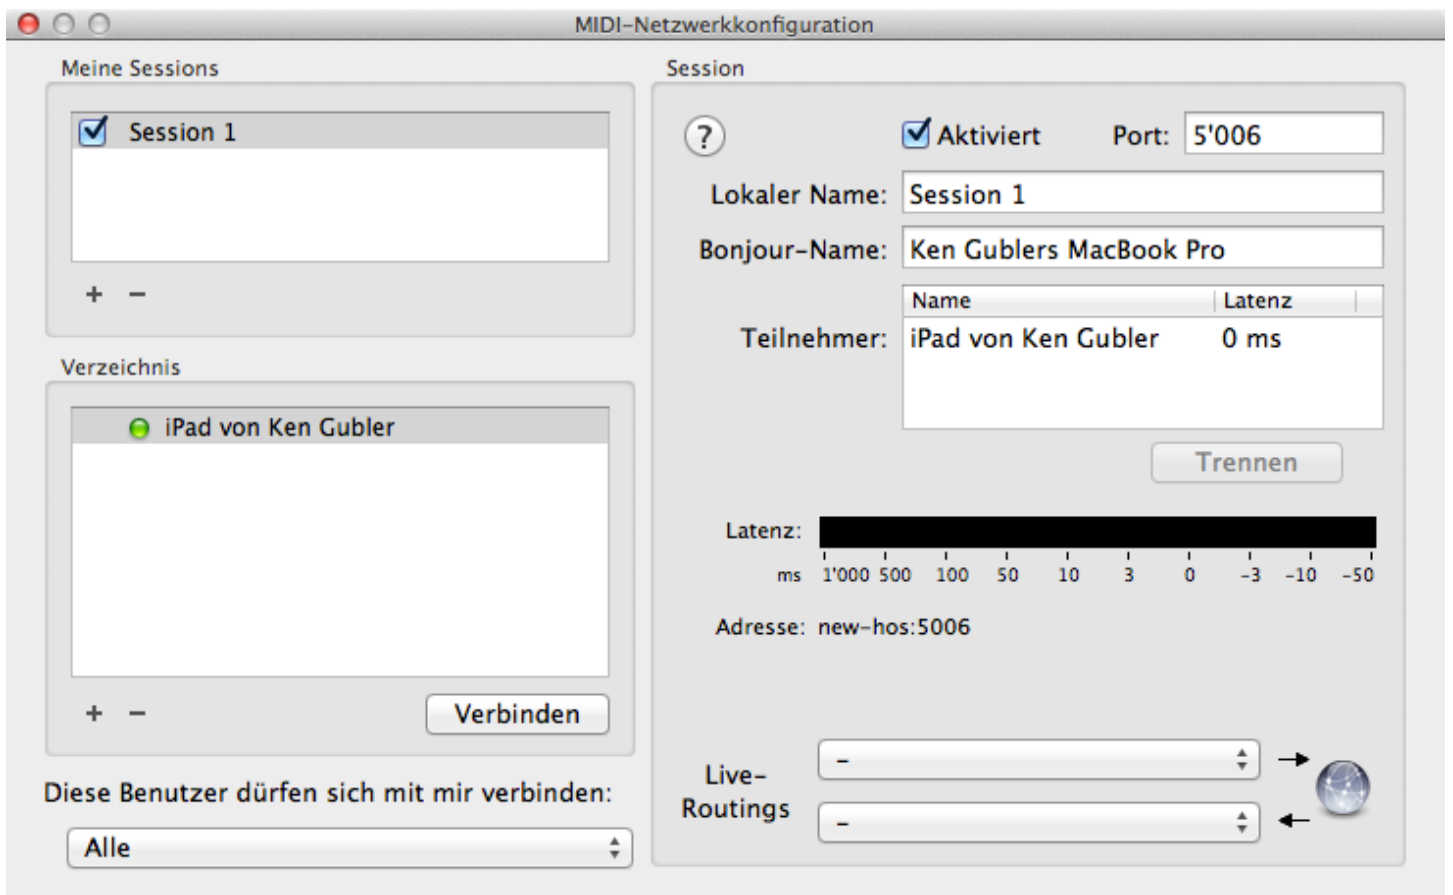 MIDI-Netzwerkkonfiguration
Meine Sessions
Session 1
+ −
Verzeichnis
iPad von Ken Gubler
+ −
Verbinden
Diese Benutzer dürfen sich mit mir verbinden:
Alle
Session
? Aktiviert Port: 5'006
Lokaler Name: Session 1
Bonjour-Name: Ken Gublers MacBook Pro
Name Latenz
Teilnehmer: iPad von Ken Gubler 0 ms
Trennen
Latenz:
ms 1'000 500 100 50 10 3 0 -3 -10 -50
Adresse: new-hos:5006
Live-
Routings
-
-